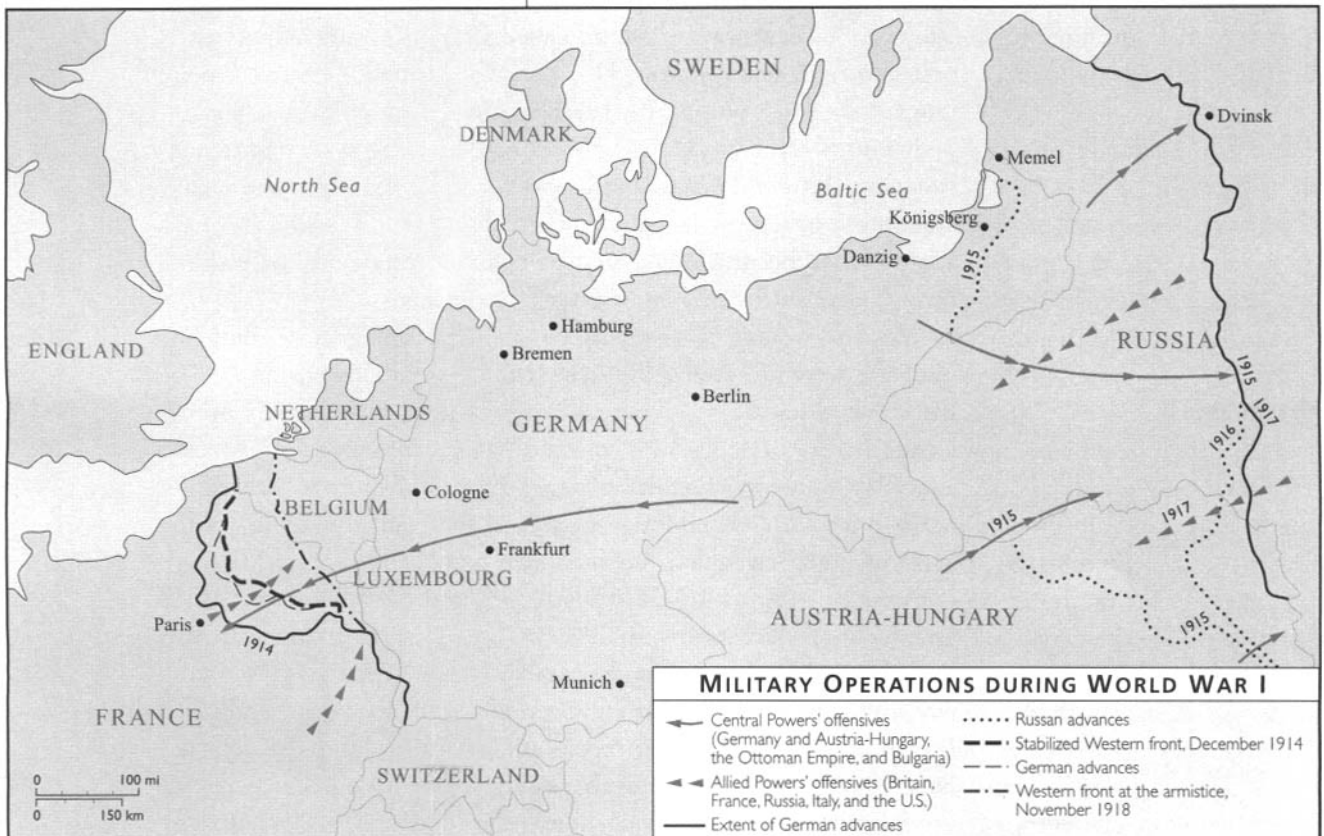 SWEDEN
DENMARK
Dvinsk
Memel
North Sea
Baltic Sea
Königsberg
Danzig
1915
Hamburg
ENGLAND
RUSSIA
Bremen
1915
Berlin
1917
NETHERLANDS
GERMANY
1916
Cologne
BELGIUM
1915
1917
Frankfurt
LUXEMBOURG
AUSTRIA-HUNGARY
Paris
1914
1915
Munich
FRANCE
SWITZERLAND
0 100 mi
0 150 km
MILITARY OPERATIONS DURING WORLD WAR I
Central Powers' offensives
(Germany and Austria-Hungary,
the Ottoman Empire, and Bulgaria)
Allied Powers' offensives (Britain,
France, Russia, Italy, and the U.S.)
Extent of German advances
Russan advances
Stabilized Western front, December 1914
German advances
Western front at the armistice,
November 1918